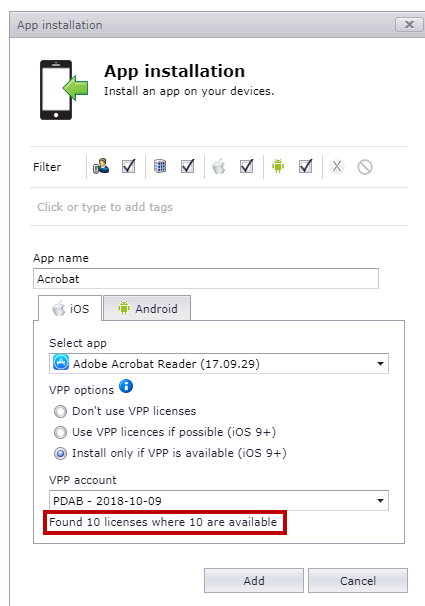 App installation
App installation
Install an app on your devices.
Filter
Click or type to add tags
App name
Acrobat
iOS Android
Select app
Adobe Acrobat Reader (17.09.29)
VPP options
Don't use VPP licenses
Use VPP licences if possible (iOS 9+)
Install only if VPP is available (iOS 9+)
VPP account
PDAB - 2018-10-09
Found 10 licenses where 10 are available
Add Cancel